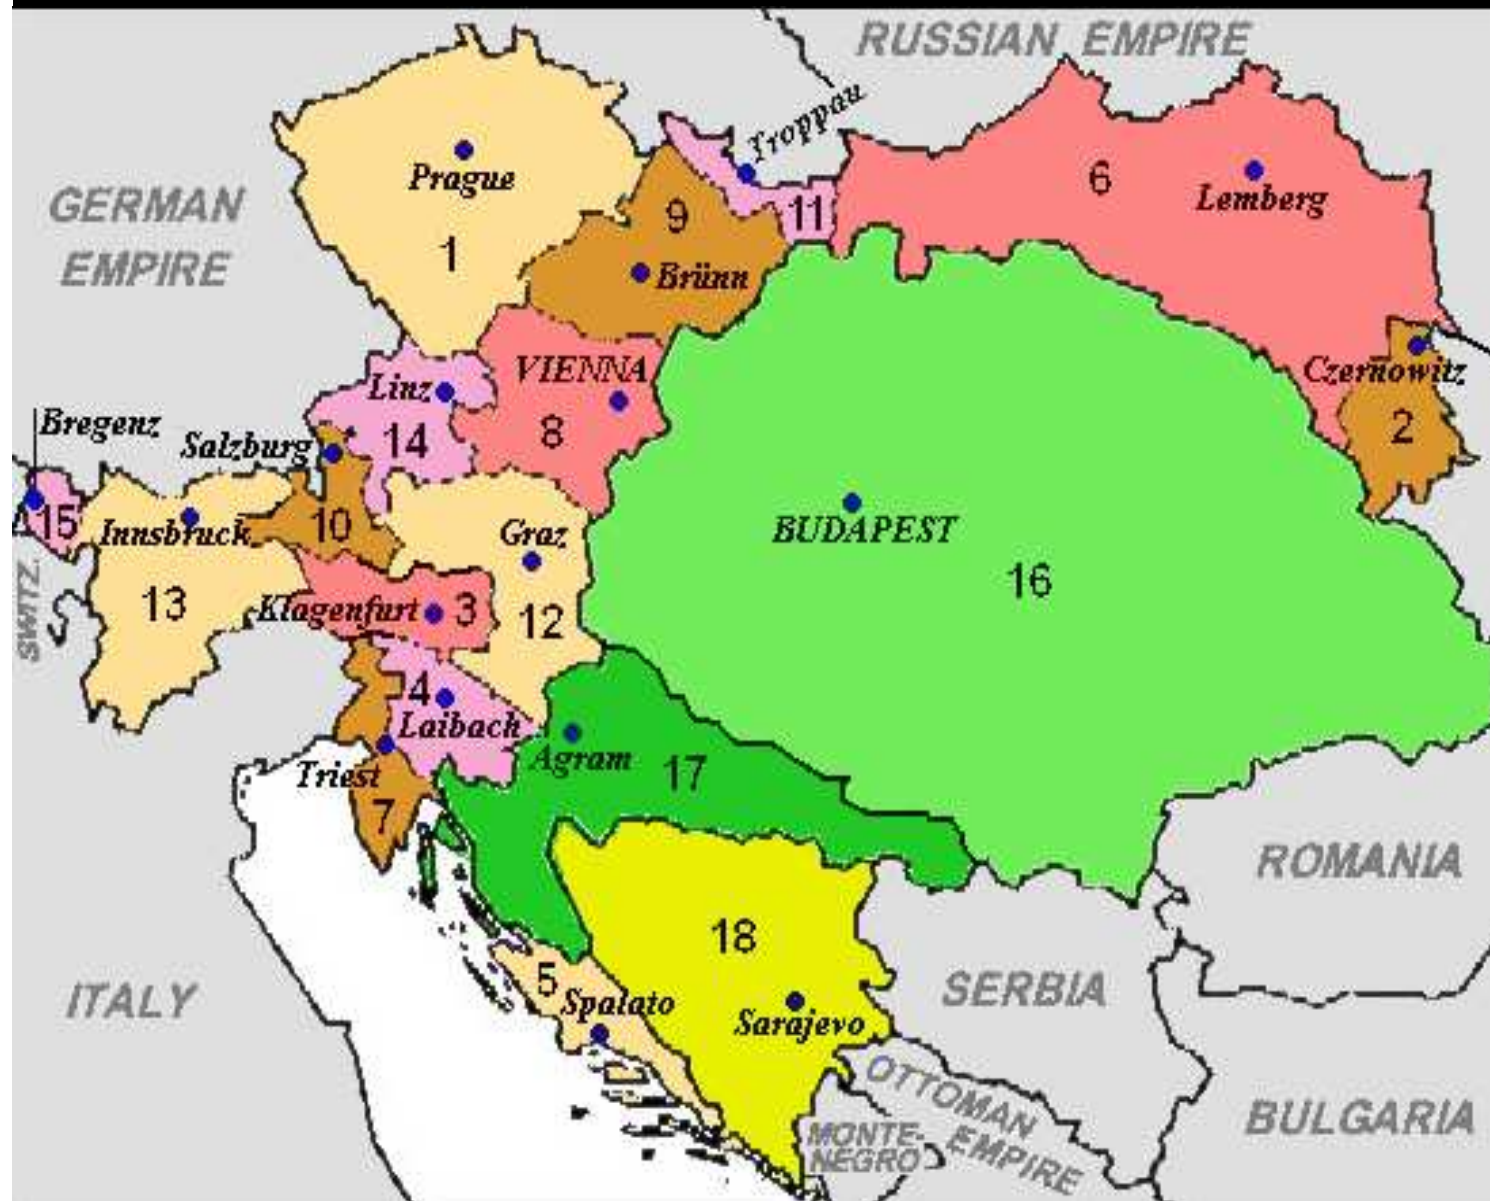 RUSSIAN EMPIRE
Troppau
Prague
6
Lemberg
GERMAN
EMPIRE
9
11
1
Brünn
VIENNA
Linz
Czernowitz
Bregenz
Salzburg
14
8
2
15
Innsbruck
10
Graz
BUDAPEST
16
SWITZ.
13
Klagenfurt
3
12
4
Laibach
Agram
17
Triest
7
ROMANIA
18
ITALY
5
Spalato
Sarajevo
SERBIA
OTTOMAN
EMPIRE
MONTE-
NEGRO
BULGARIA